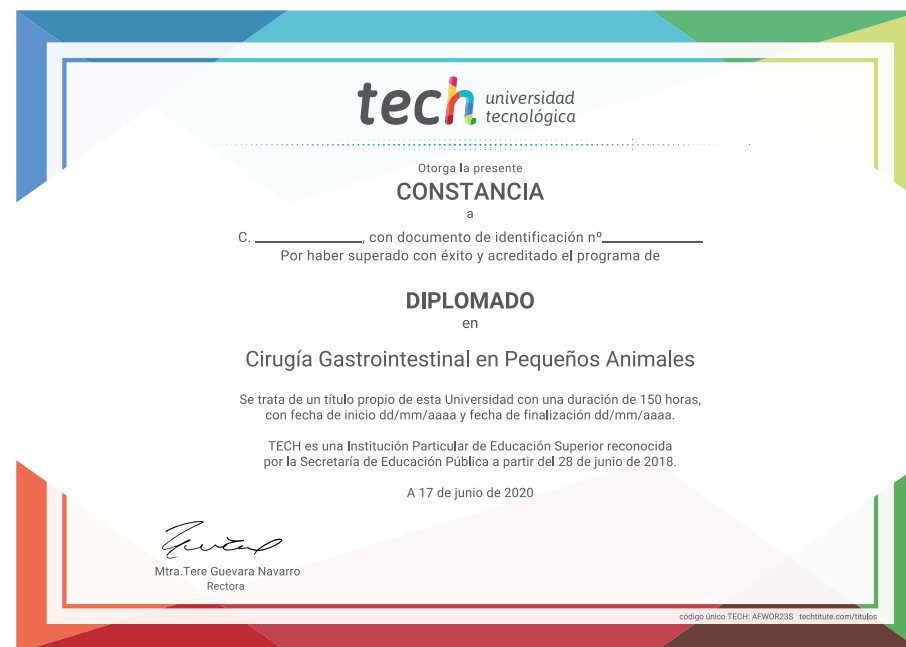 tech universidad
tecnológica
Otorga la presente
CONSTANCIA
a
C. ____________, con documento de identificación nº____________
Por haber superado con éxito y acreditado el programa de
DIPLOMADO
en
Cirugía Gastrointestinal en Pequeños Animales
Se trata de un título propio de esta Universidad con una duración de 150 horas,
con fecha de inicio dd/mm/aaaa y fecha de finalización dd/mm/aaaa.
TECH es una Institución Particular de Educación Superior reconocida
por la Secretaría de Educación Pública a partir del 28 de junio de 2018.
A 17 de junio de 2020
Mtra.Tere Guevara Navarro
Rectora
código único TECH: AFWOR23S techtitute.com/titulos